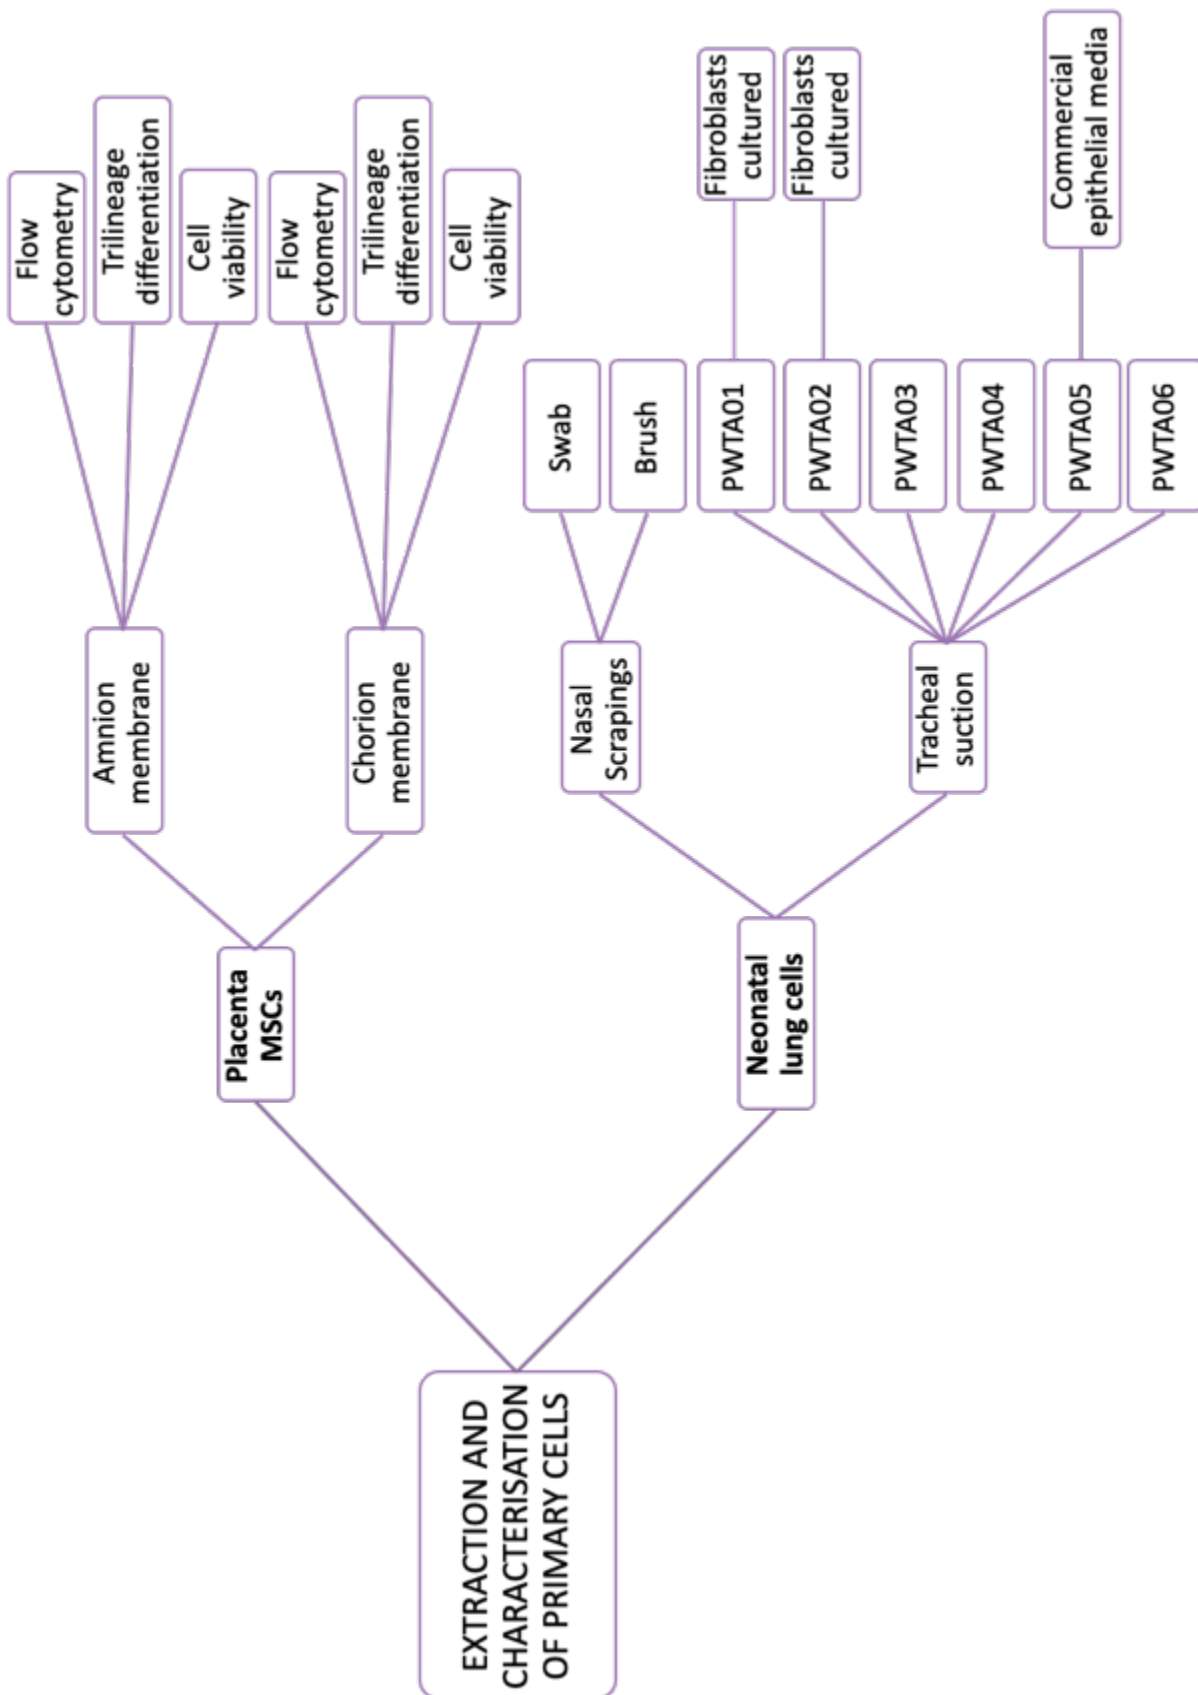 EXTRACTION AND
CHARACTERISATION
OF PRIMARY CELLS
Placenta
MSCs
Amnion
membrane
Flow
cytometry
Trilineage
differentiation
Cell
viability
Chorion
membrane
Flow
cytometry
Trilineage
differentiation
Cell
viability
Neonatal
lung cells
Nasal
Scrapings
Swab
Brush
Tracheal
suction
PWTA01
Fibroblasts
cultured
PWTA02
Fibroblasts
cultured
PWTA03
PWTA04
PWTA05
Commercial
epithelial media
PWTA06